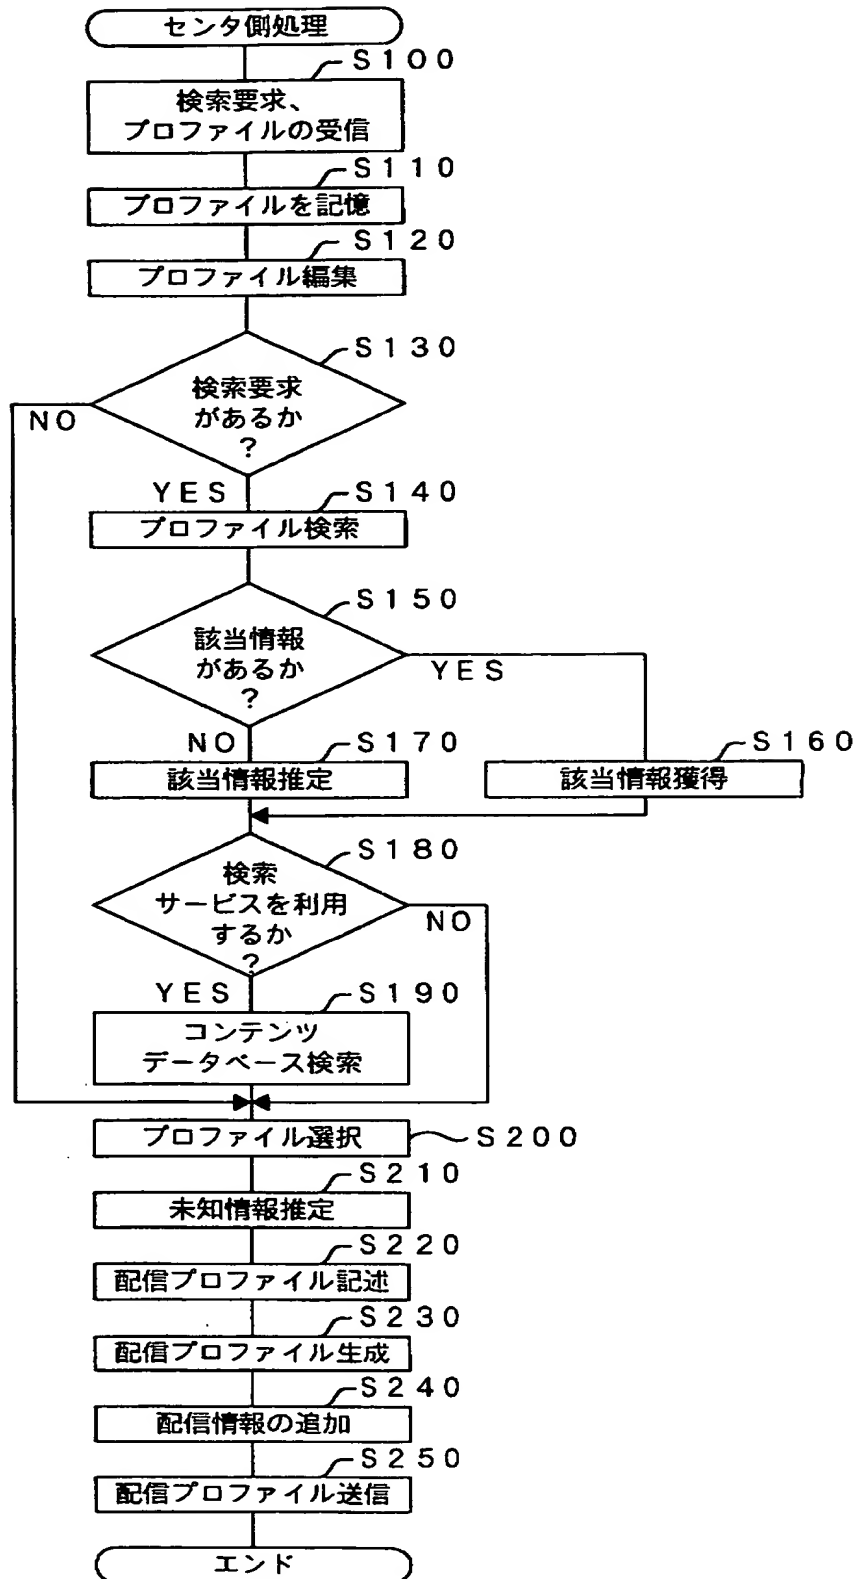 センタ側処理
S100
検索要求、
プロファイルの受信
S110
プロファイルを記憶
S120
プロファイル編集
S130
検索要求
があるか
?
NO
YES
S140
プロファイル検索
S150
該当情報
があるか
?
YES
NO
S170
S160
該当情報推定
該当情報獲得
S180
検索
サービスを利用
するか
?
NO
YES
S190
コンテンツ
データベース検索
プロファイル選択
S200
S210
未知情報推定
S220
配信プロファイル記述
S230
配信プロファイル生成
S240
配信情報の追加
S250
配信プロファイル送信
エンド